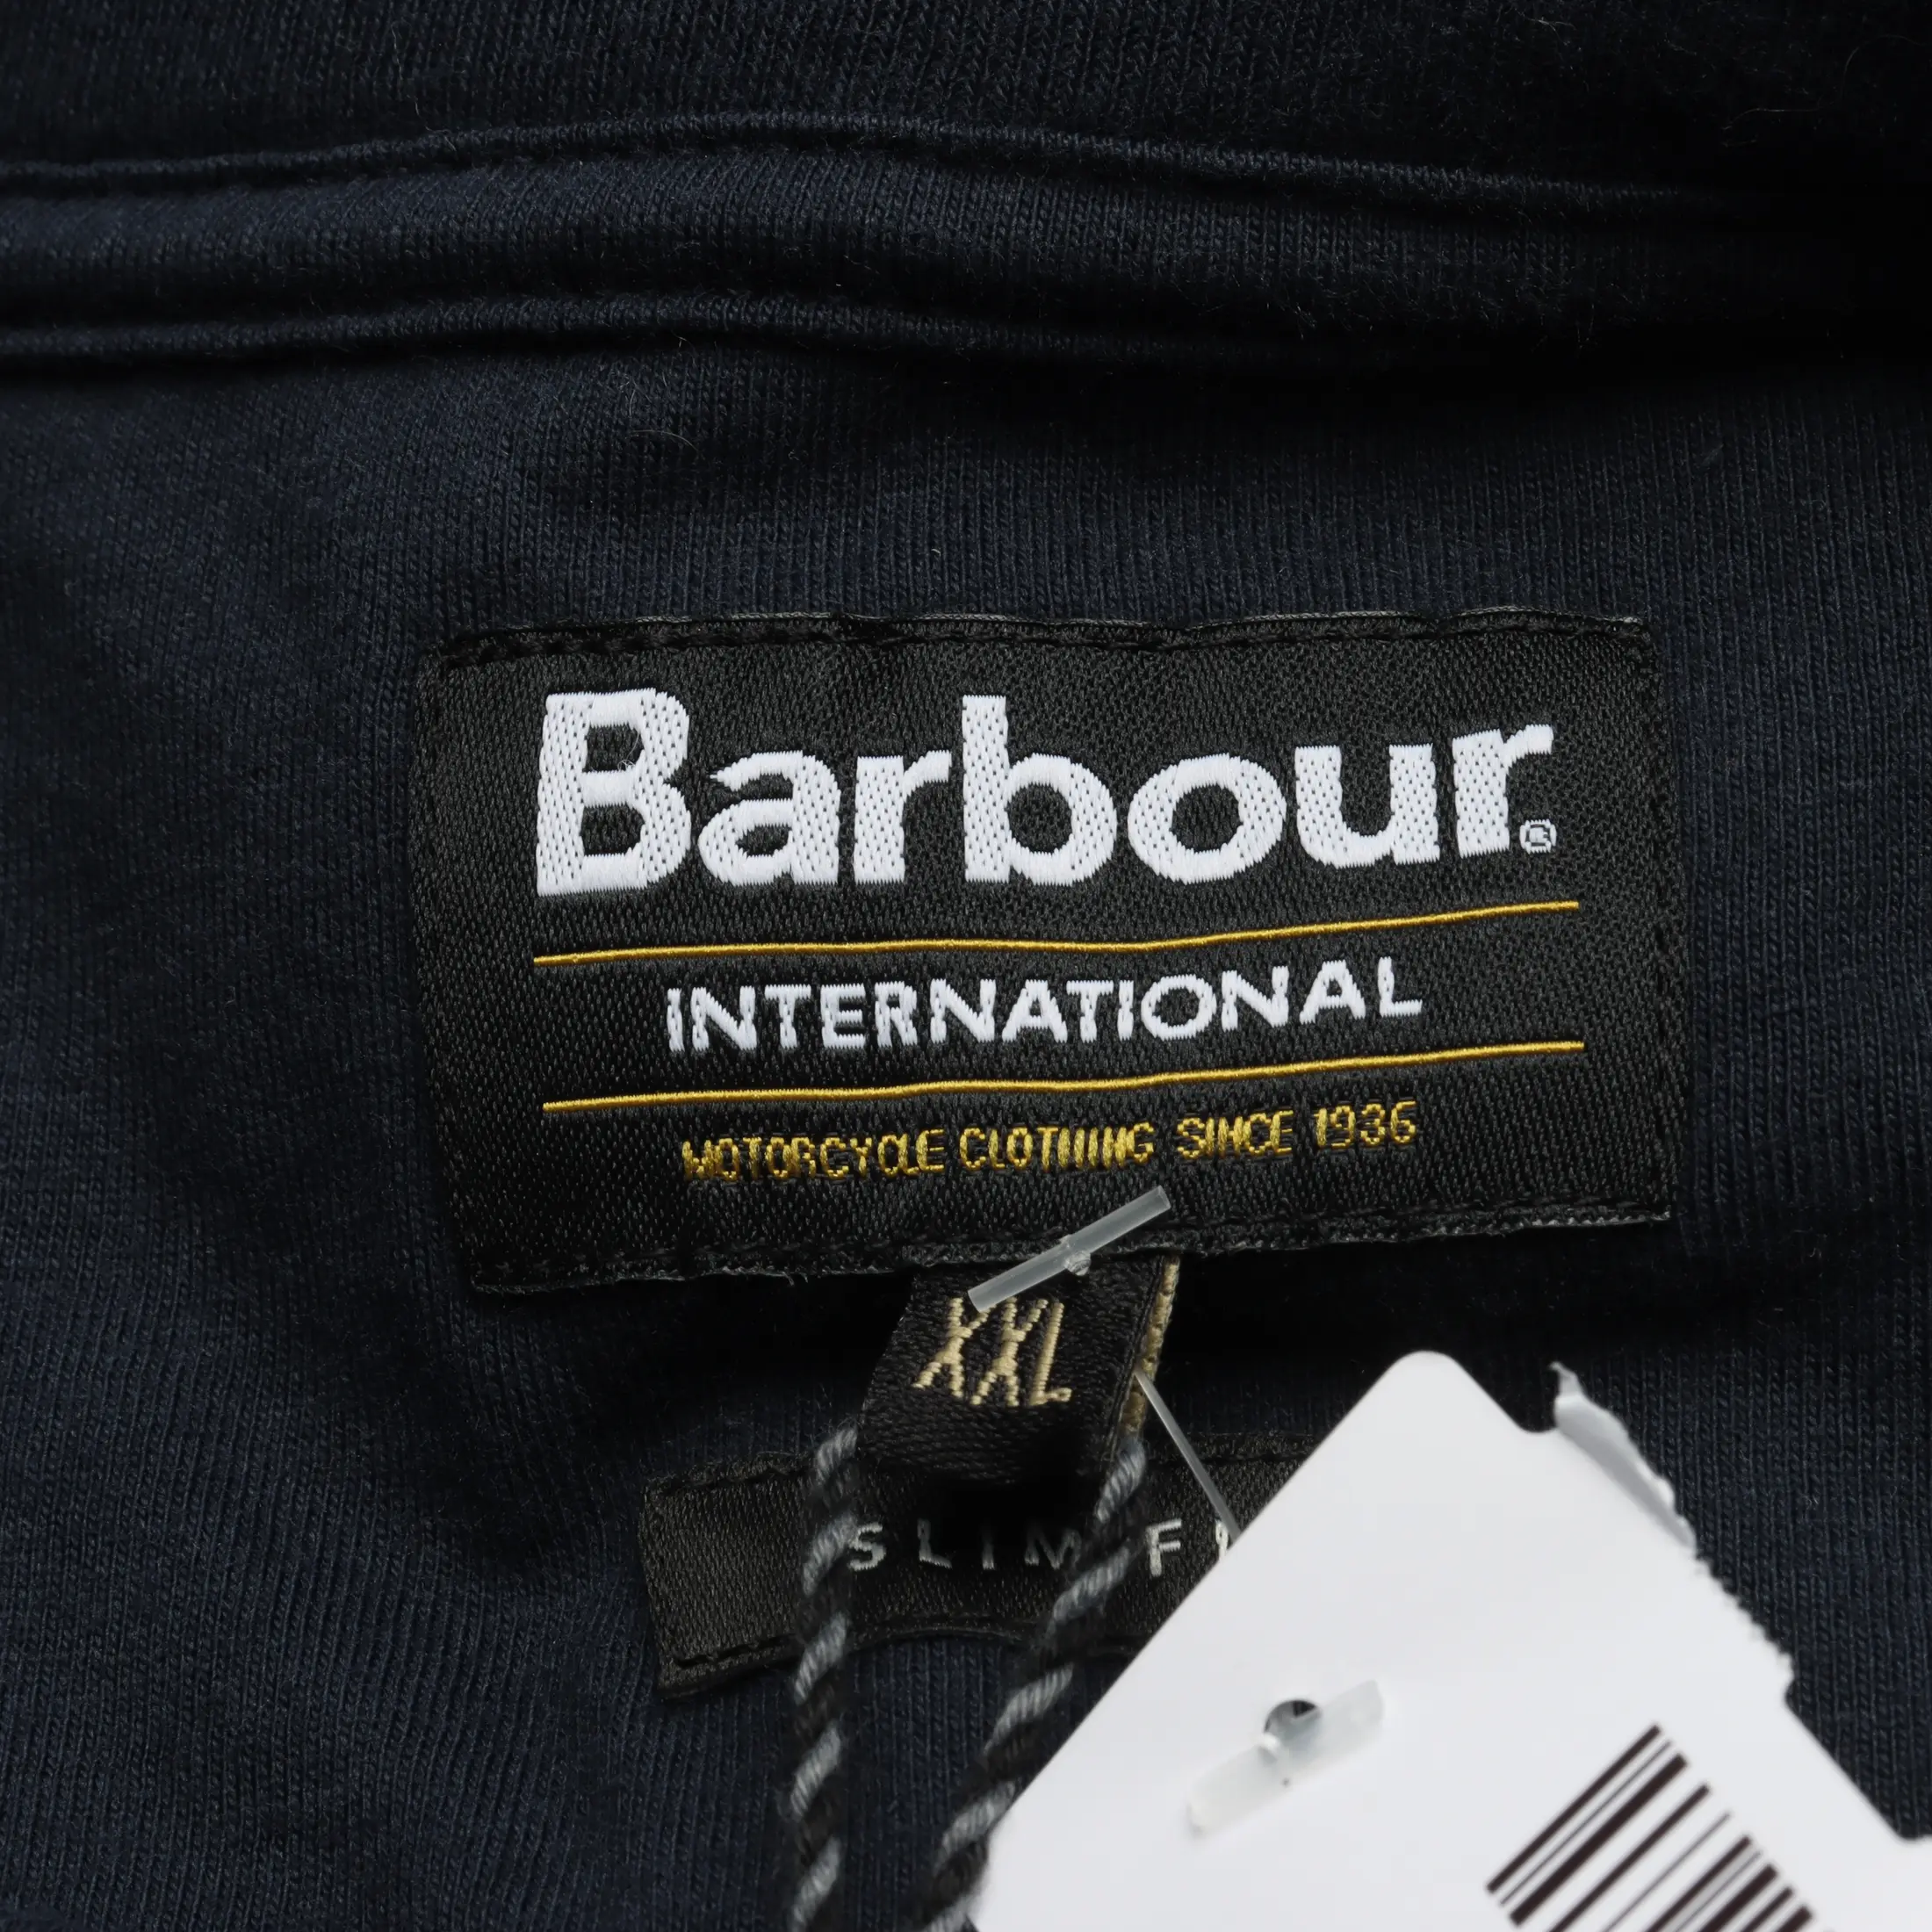 Barbour®
INTERNATIONAL
MOTORCYCLE CLOTHING SINCE 1936
XXL
SLIM